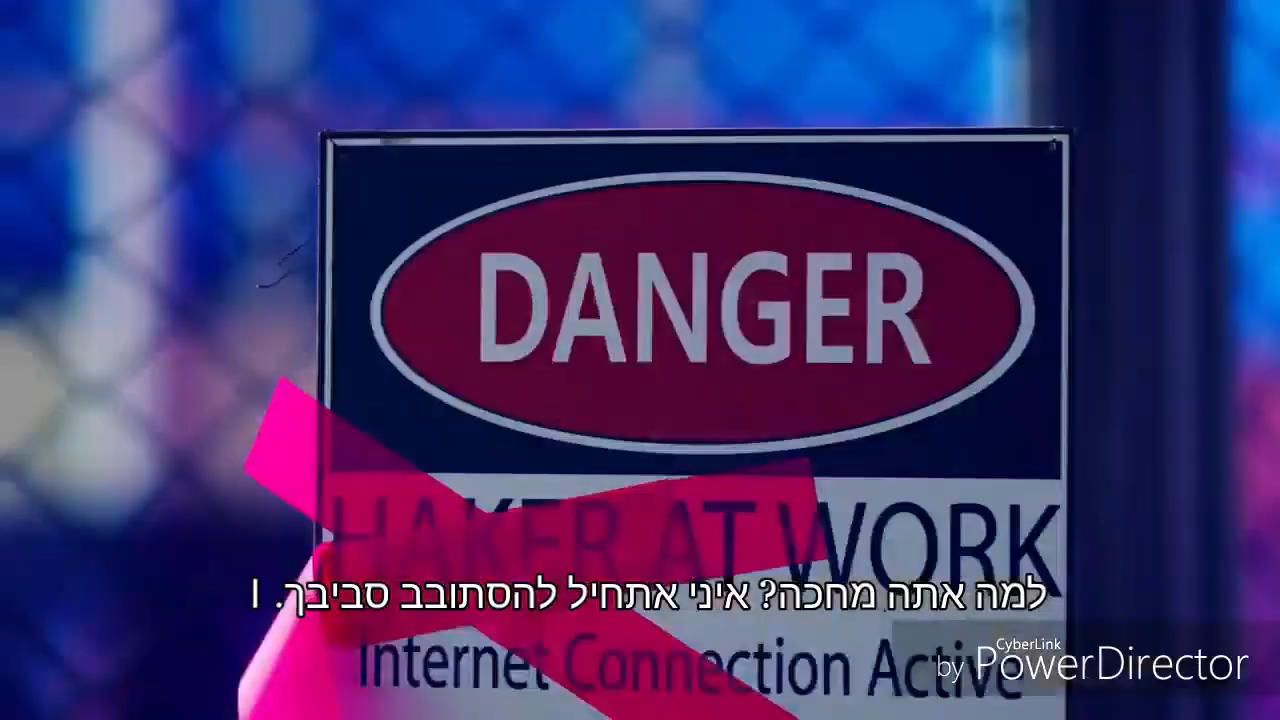 DANGER
HAKER AT WORK
למה אתה מחכה? איני אתחיל להסתובב סביבך. I
Internet Connection Active
CyberLink
by PowerDirector